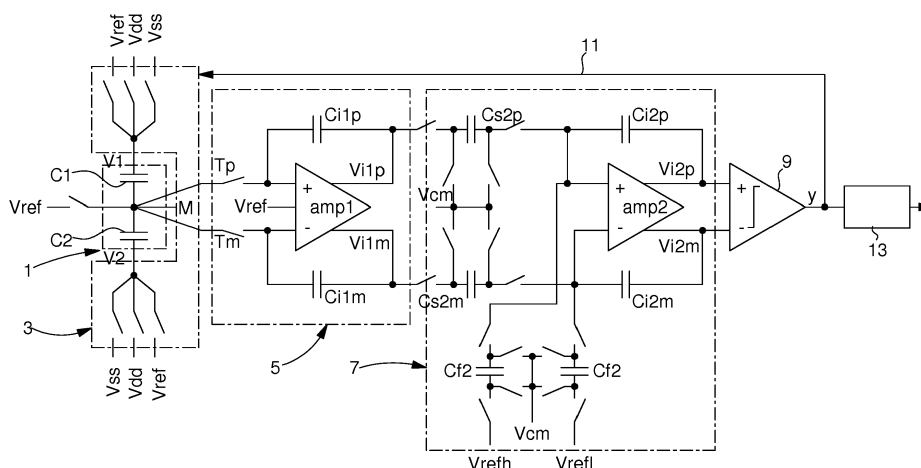 Vref Vdd Vss
11
Ci1p
Cs2p
Ci2p
V1
C1
Tp
Vi1p
Vi2p
9
Vref
M
Vref
amp1
Vcm
amp2
y
C2
Tm
Vi1m
Vi2m
13
1
V2
Ci1m
Cs2m
Ci2m
3
5
7
Cf2
Cf2
Vss Vdd Vref
Vcm
Vrefh
Vrefl
+
-
+
-
+
-